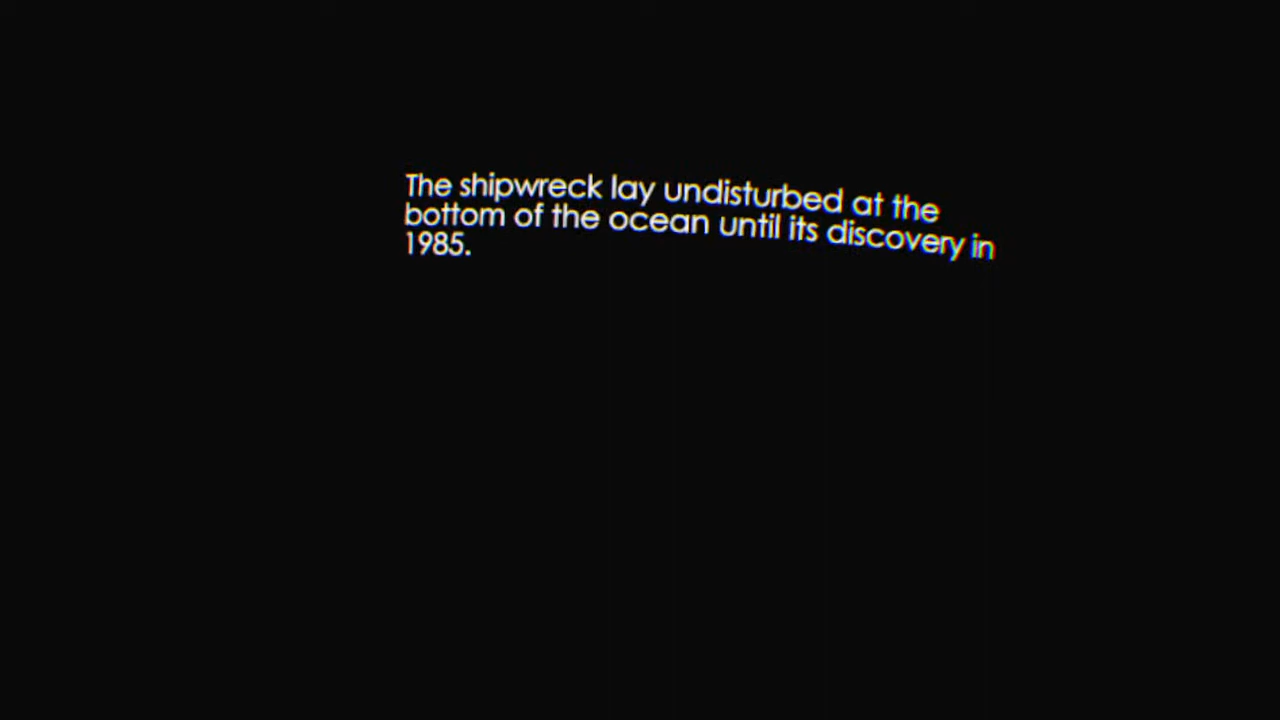 The shipwreck lay undisturbed at the
bottom of the ocean until its discovery in
1985.